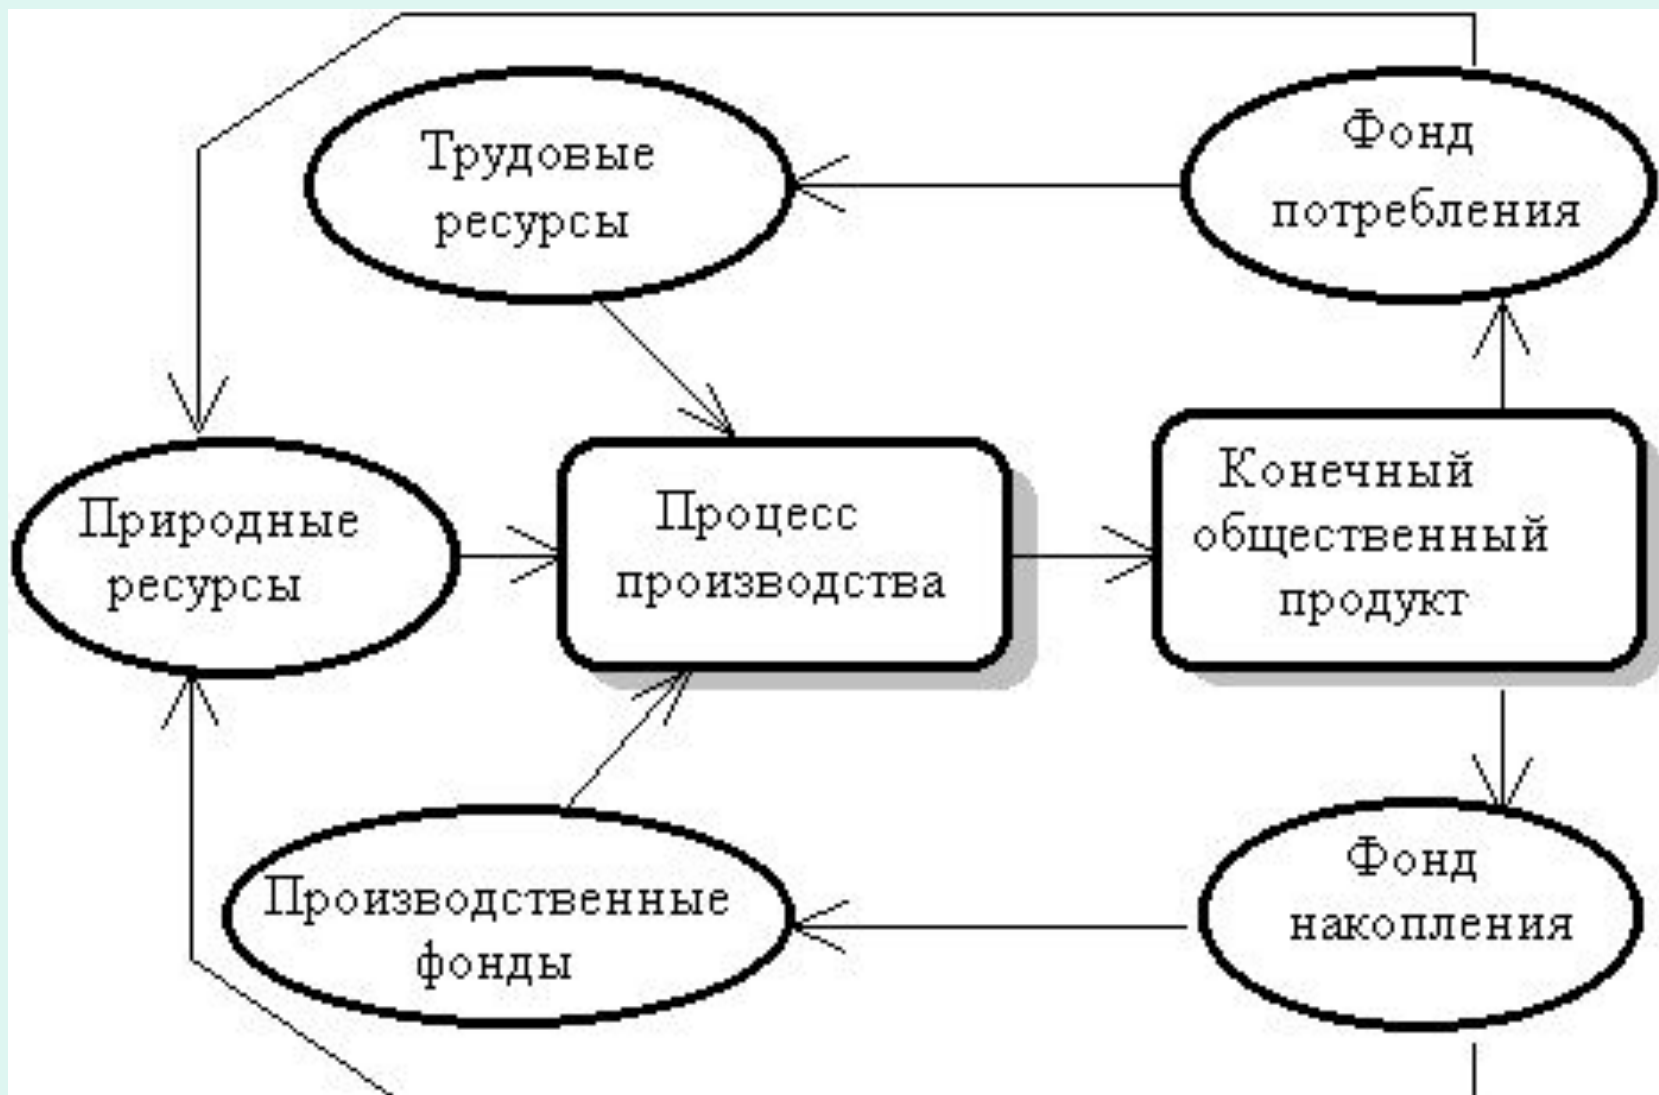 Трудовые
ресурсы
Фонд
потребления
Природные
ресурсы
Процесс
производства
Конечный
общественный
продукт
Производственные
фонды
Фонд
накопления